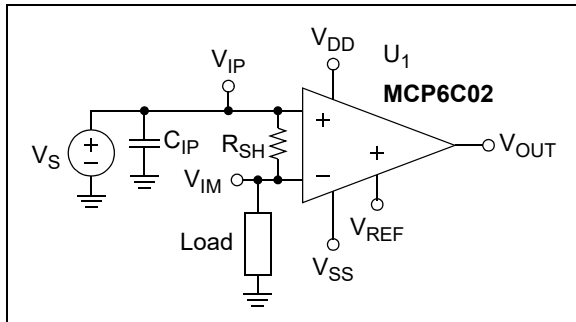 V_DD
U_1
V_IP
MCP6C02
+
+
V_S
−
C_IP
R_SH
V_OUT
+
V_IM
−
V_REF
Load
V_SS